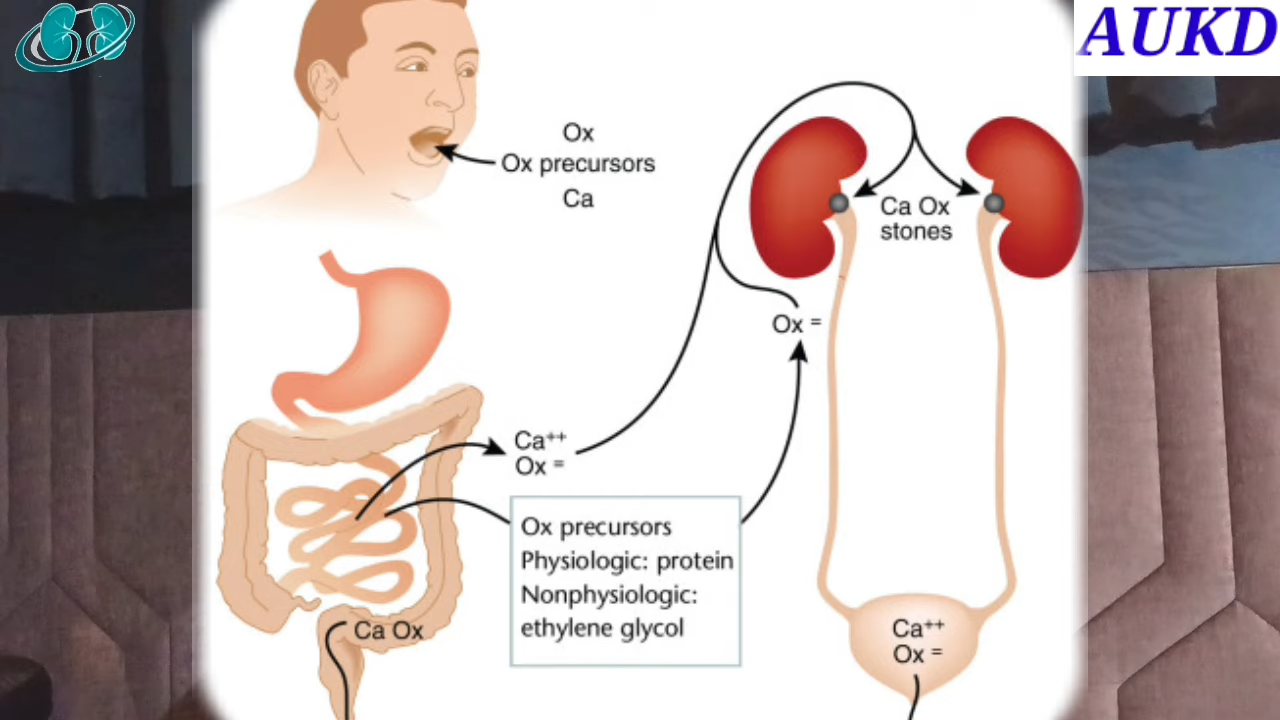 AUKD
Ox
Ox precursors
Ca
Ca Ox
stones
Ox =
Ca++
Ox =
Ox precursors
Physiologic: protein
Nonphysiologic:
ethylene glycol
Ca Ox
Ca++
Ox =